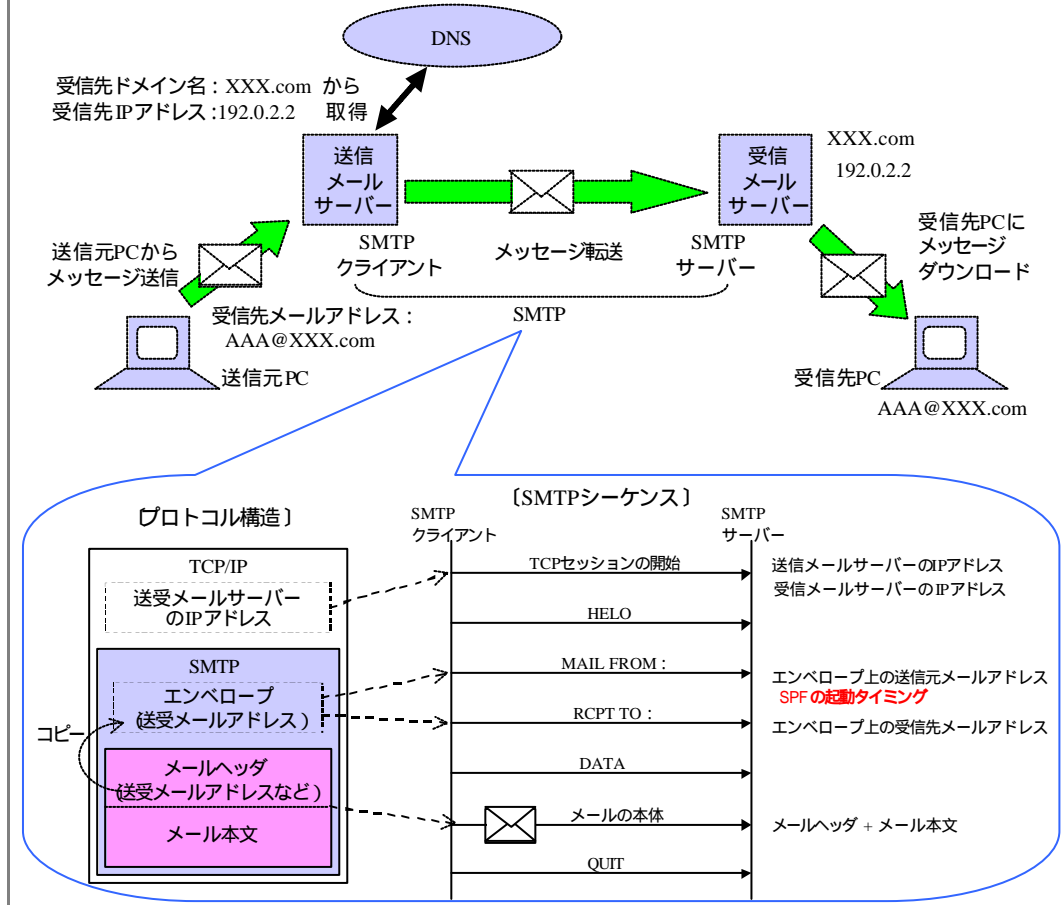 DNS
受信先ドメイン名：XXX.com から
受信先IPアドレス：192.0.2.2 取得
送信
メール
サーバー
受信
メール
サーバー
XXX.com
192.0.2.2
送信元PCから
メッセージ送信
SMTP
クライアント
メッセージ転送
SMTP
サーバー
受信先PCに
メッセージ
ダウンロード
受信先メールアドレス：
AAA@XXX.com
SMTP
送信元PC
受信先PC
AAA@XXX.com
〔プロトコル構造〕
TCP/IP
送受メールサーバー
のIPアドレス
SMTP
エンベロープ
（送受メールアドレス）
コピー
メールヘッダ
（送受メールアドレスなど）
メール本文
〔SMTPシーケンス〕
SMTP
クライアント
SMTP
サーバー
TCPセッションの開始
送信メールサーバーのIPアドレス
受信メールサーバーのIPアドレス
HELO
MAIL FROM：
エンベロープ上の送信元メールアドレス
SPFの起動タイミング
RCPT TO：
エンベロープ上の受信先メールアドレス
DATA
メールの本体
メールヘッダ + メール本文
QUIT